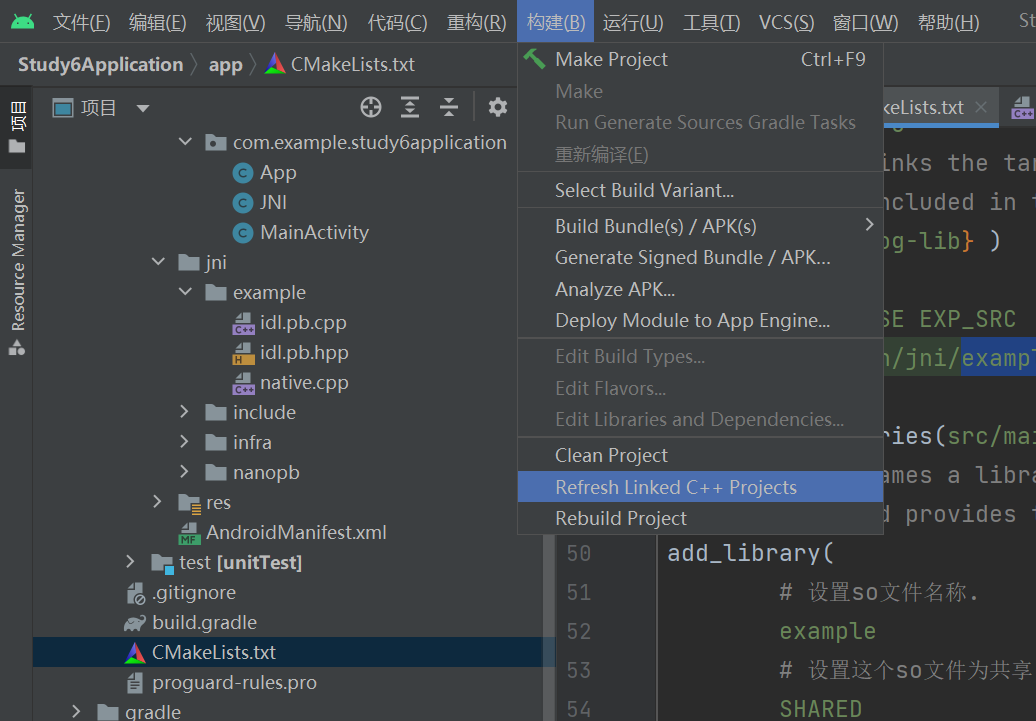 文件(F) 编辑(E) 视图(V) 导航(N) 代码(C) 重构(R) 构建(B) 运行(U) 工具(T) VCS(S) 窗口(W) 帮助(H) St
Study6Application app CMakeLists.txt
项目
Resource Manager
项目
com.example.study6application
App
JNI
MainActivity
jni
example
idl.pb.cpp
idl.pb.hpp
native.cpp
include
infra
nanopb
res
AndroidManifest.xml
test [unitTest]
.gitignore
build.gradle
CMakeLists.txt
proguard-rules.pro
gradle
Make Project Ctrl+F9
Make
Run Generate Sources Gradle Tasks
重新编译(E)
Select Build Variant...
Build Bundle(s) / APK(s)
Generate Signed Bundle / APK...
Analyze APK...
Deploy Module to App Engine...
Edit Build Types...
Edit Flavors...
Edit Libraries and Dependencies...
Clean Project
Refresh Linked C++ Projects
Rebuild Project
keLists.txt
inks the tar
ncluded in t
og-lib} )
SE EXP_SRC
n/jni/exampl
ries(src/mai
ames a libra
d provides t
50 add_library(
51 # 设置so文件名称.
52 example
53 # 设置这个so文件为共享
54 SHARED